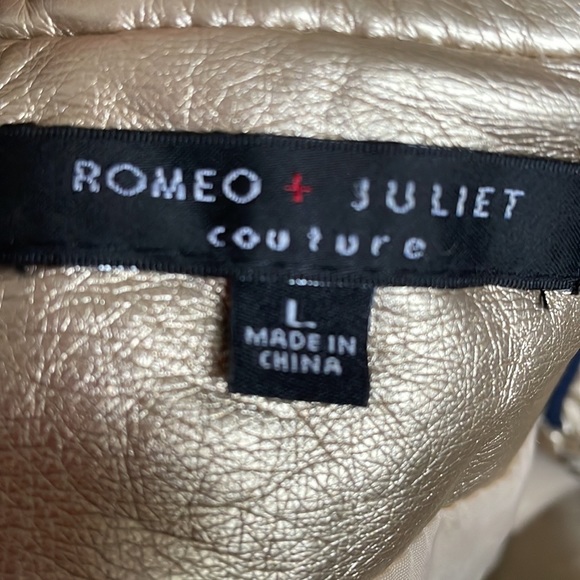 ROMEO + JULIET
couture
L
MADE IN
CHINA